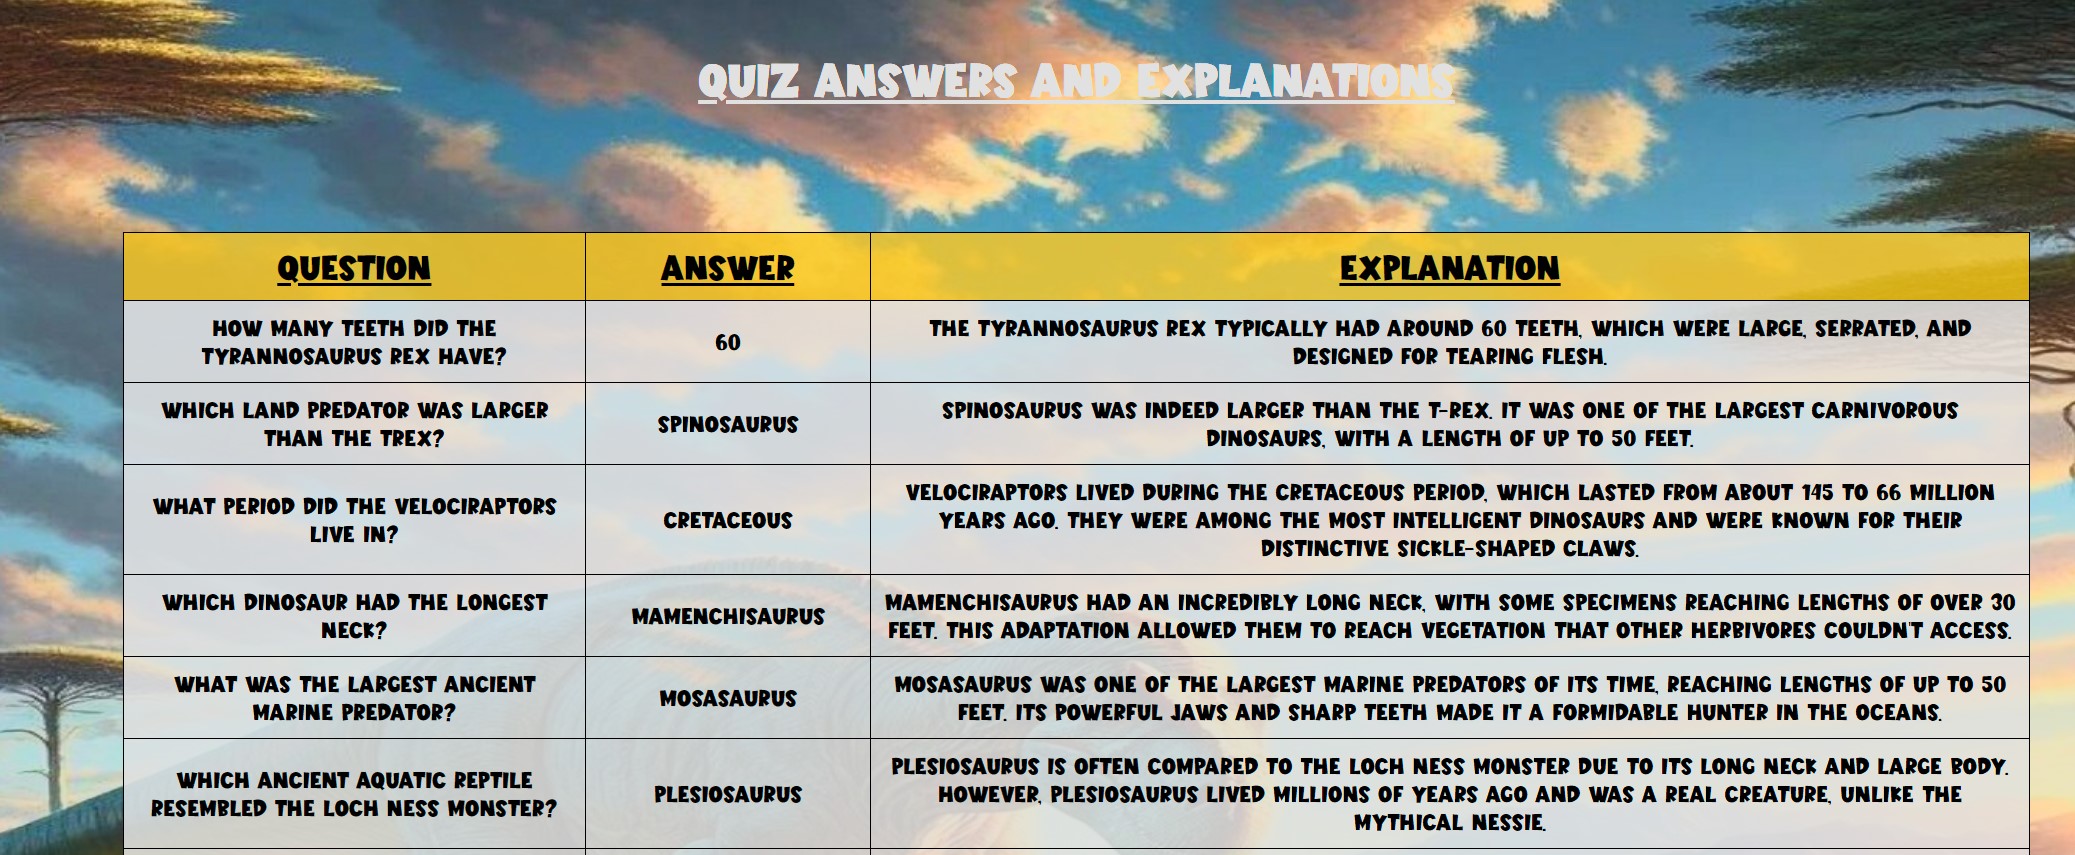 QUIZ ANSWERS AND EXPLANATIONS
QUESTION
ANSWER
EXPLANATION
HOW MANY TEETH DID THE
TYRANNOSAURUS REX HAVE?
60
THE TYRANNOSAURUS REX TYPICALLY HAD AROUND 60 TEETH, WHICH WERE LARGE, SERRATED, AND
DESIGNED FOR TEARING FLESH.
WHICH LAND PREDATOR WAS LARGER
THAN THE TREX?
SPINOSAURUS
SPINOSAURUS WAS INDEED LARGER THAN THE T-REX. IT WAS ONE OF THE LARGEST CARNIVOROUS
DINOSAURS, WITH A LENGTH OF UP TO 50 FEET.
WHAT PERIOD DID THE VELOCIRAPTORS
LIVE IN?
CRETACEOUS
VELOCIRAPTORS LIVED DURING THE CRETACEOUS PERIOD, WHICH LASTED FROM ABOUT 145 TO 66 MILLION
YEARS AGO. THEY WERE AMONG THE MOST INTELLIGENT DINOSAURS AND WERE KNOWN FOR THEIR
DISTINCTIVE SICKLE-SHAPED CLAWS.
WHICH DINOSAUR HAD THE LONGEST
NECK?
MAMENCHISAURUS
MAMENCHISAURUS HAD AN INCREDIBLY LONG NECK, WITH SOME SPECIMENS REACHING LENGTHS OF OVER 30
FEET. THIS ADAPTATION ALLOWED THEM TO REACH VEGETATION THAT OTHER HERBIVORES COULDN'T ACCESS.
WHAT WAS THE LARGEST ANCIENT
MARINE PREDATOR?
MOSASAURUS
MOSASAURUS WAS ONE OF THE LARGEST MARINE PREDATORS OF ITS TIME, REACHING LENGTHS OF UP TO 50
FEET. ITS POWERFUL JAWS AND SHARP TEETH MADE IT A FORMIDABLE HUNTER IN THE OCEANS.
WHICH ANCIENT AQUATIC REPTILE
RESEMBLED THE LOCH NESS MONSTER?
PLESIOSAURUS
PLESIOSAURUS IS OFTEN COMPARED TO THE LOCH NESS MONSTER DUE TO ITS LONG NECK AND LARGE BODY.
HOWEVER, PLESIOSAURUS LIVED MILLIONS OF YEARS AGO AND WAS A REAL CREATURE, UNLIKE THE
MYTHICAL NESSIE.